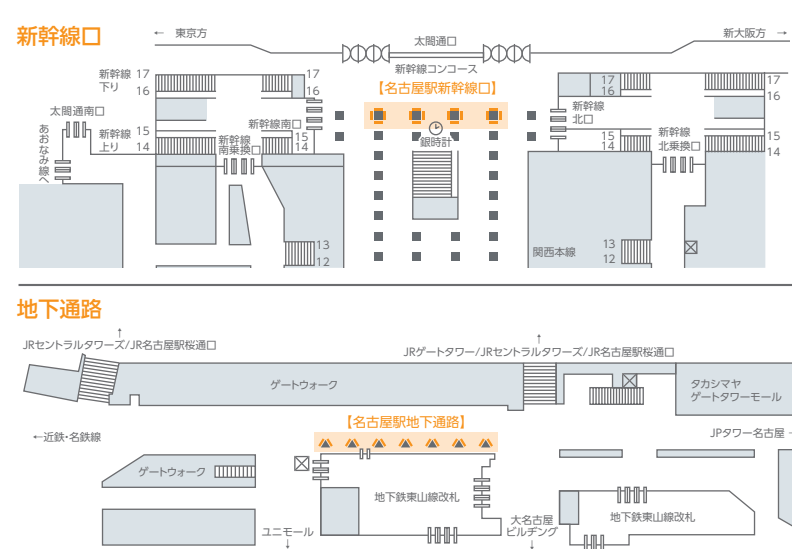 新幹線口
← 東京方
太閤通口
新大阪方 →
新幹線コンコース
【名古屋駅新幹線口】
新幹線
下り
17
16
17
16
太閤通南口
あおなみ線へ
新幹線
上り
15
14
新幹線南口
15
14
新幹線
南乗換口
銀時計
13
12
17
16
17
16
新幹線
北口
15
14
新幹線
北乗換口
15
14
関西本線
13
12
地下通路
↑
JRセントラルタワーズ/JR名古屋駅桜通口
↑
JRゲートタワー/JRセントラルタワーズ/JR名古屋駅桜通口
ゲートウォーク
タカシマヤ
ゲートタワーモール
【名古屋駅地下通路】
←近鉄・名鉄線
JPタワー名古屋
ゲートウォーク
地下鉄東山線改札
大名古屋
ビルヂング
↓
地下鉄東山線改札
ユニモール
↓